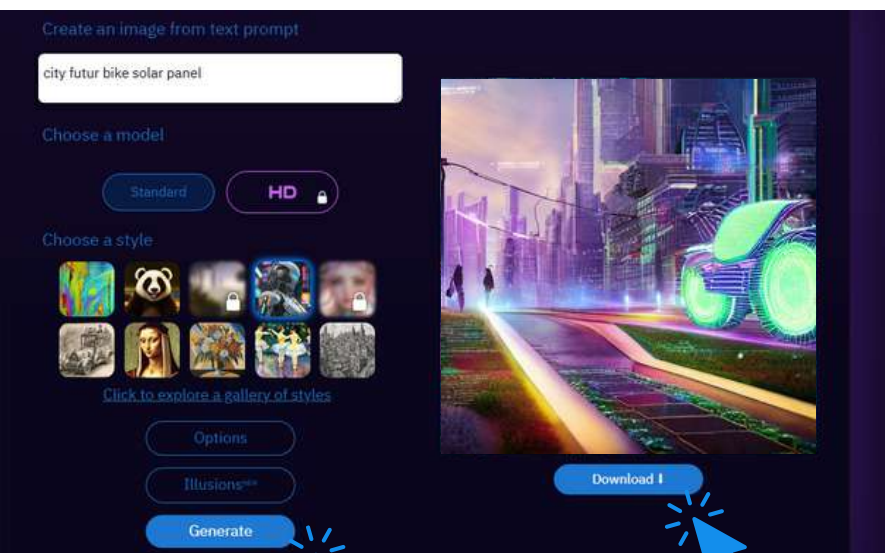 Create an image from text prompt
city futur bike solar panel
Choose a model
Standard
HD
Choose a style
Click to explore a gallery of styles
Options
Illusions NEW
Generate
Download